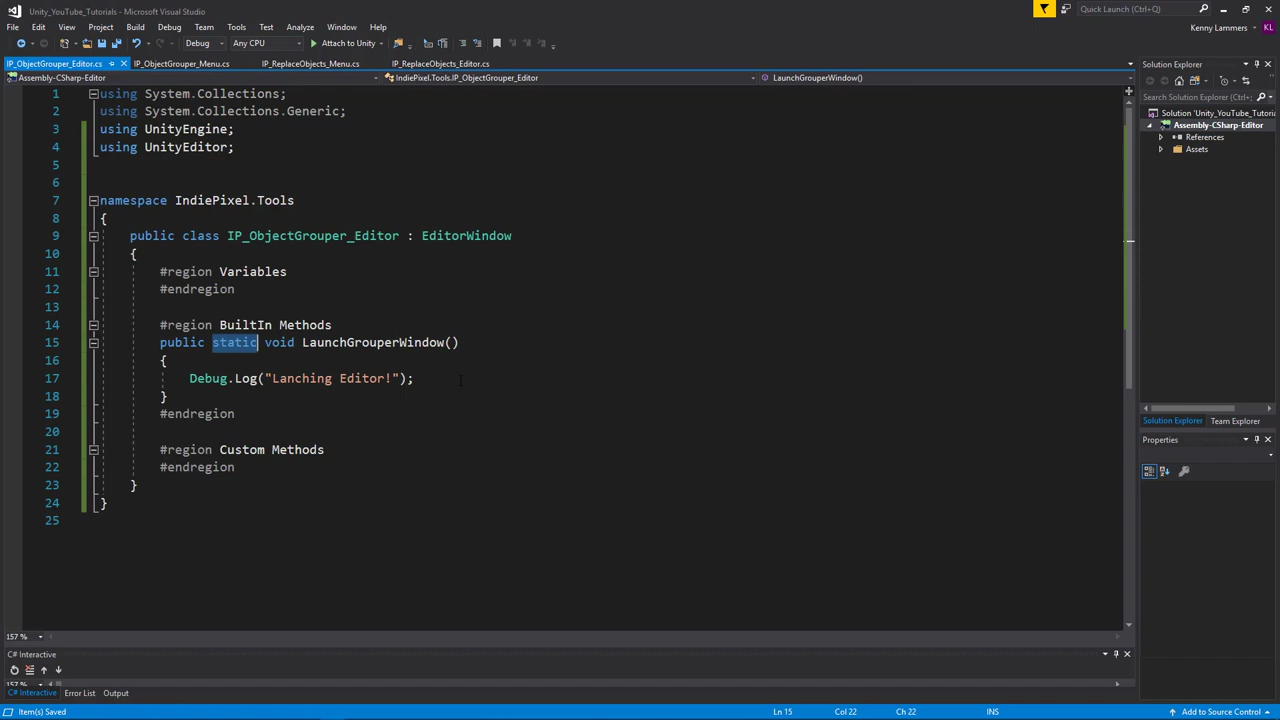 Unity_YouTube_Tutorials - Microsoft Visual Studio
Quick Launch (Ctrl+Q)
File Edit View Project Build Debug Team Tools Test Analyze Window Help
Kenny Lammers KL
Debug Any CPU Attach to Unity
IP_ObjectGrouper_Editor.cs IP_ObjectGrouper_Menu.cs IP_ReplaceObjects_Menu.cs IP_ReplaceObjects_Editor.cs
Assembly-CSharp-Editor IndiePixel.Tools.IP_ObjectGrouper_Editor LaunchGrouperWindow()
1 using System.Collections;
2 using System.Collections.Generic;
3 using UnityEngine;
4 using UnityEditor;
5
6
7 namespace IndiePixel.Tools
8 {
9 public class IP_ObjectGrouper_Editor : EditorWindow
10 {
11 #region Variables
12 #endregion
13
14 #region BuiltIn Methods
15 public static void LaunchGrouperWindow()
16 {
17 Debug.Log("Lanching Editor!");
18 }
19 #endregion
20
21 #region Custom Methods
22 #endregion
23 }
24 }
25
157 %
C# Interactive
157 %
C# Interactive Error List Output
Solution Explorer
Search Solution Explorer (Ctrl+
Solution 'Unity_YouTube_Tutoria
Assembly-CSharp-Editor
References
Assets
Solution Explorer Team Explorer
Properties
Item(s) Saved Ln 15 Col 22 Ch 22 INS Add to Source Control